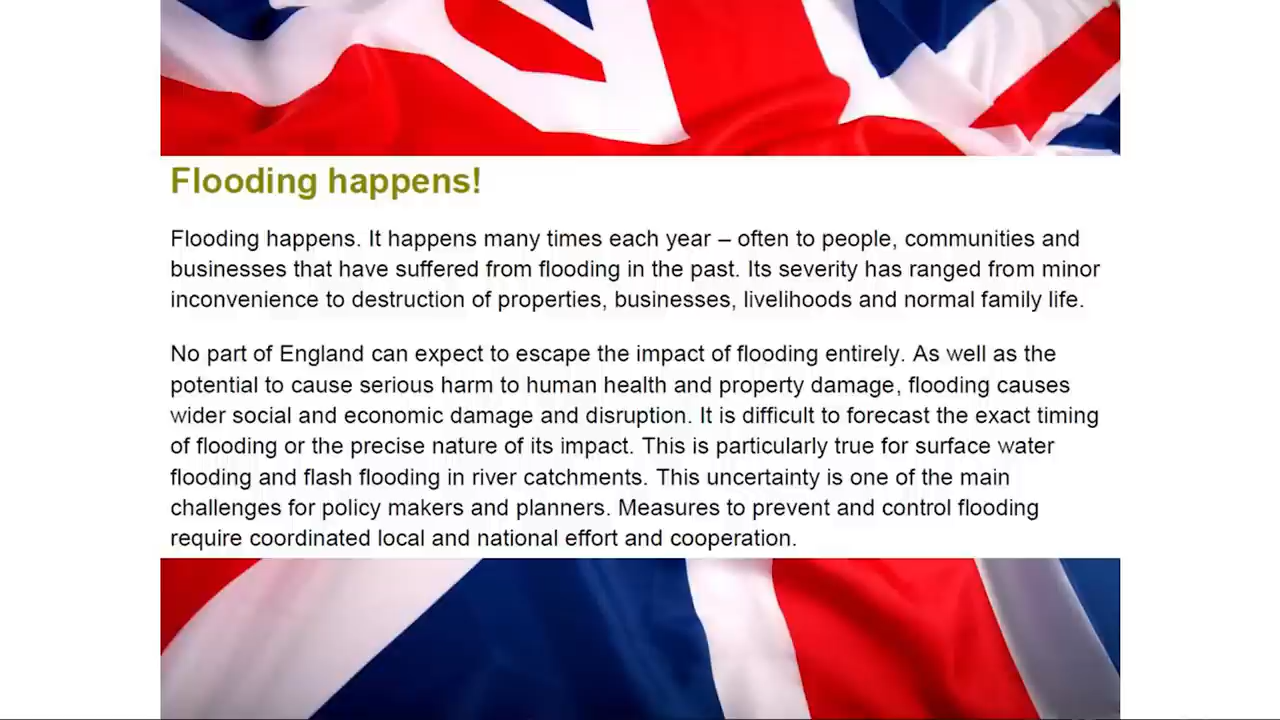 Flooding happens!
Flooding happens. It happens many times each year – often to people, communities and
businesses that have suffered from flooding in the past. Its severity has ranged from minor
inconvenience to destruction of properties, businesses, livelihoods and normal family life.
No part of England can expect to escape the impact of flooding entirely. As well as the
potential to cause serious harm to human health and property damage, flooding causes
wider social and economic damage and disruption. It is difficult to forecast the exact timing
of flooding or the precise nature of its impact. This is particularly true for surface water
flooding and flash flooding in river catchments. This uncertainty is one of the main
challenges for policy makers and planners. Measures to prevent and control flooding
require coordinated local and national effort and cooperation.